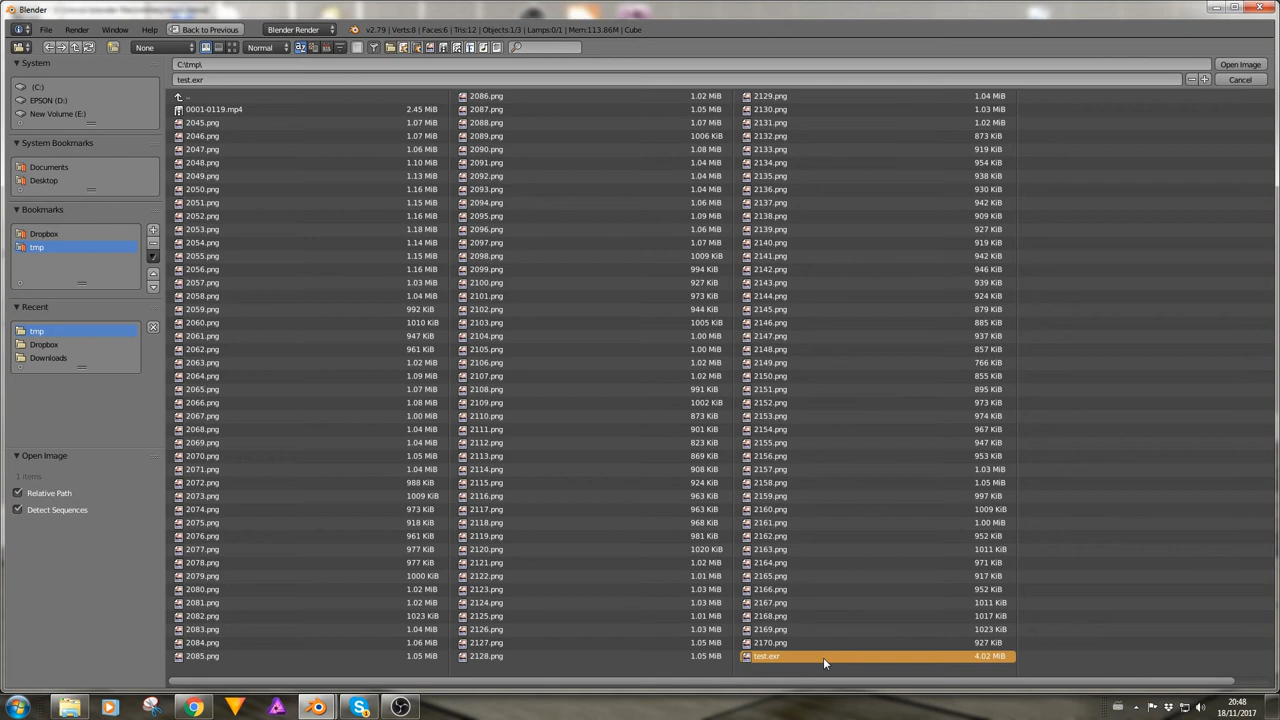 Blender
File Render Window Back to Previous Blender Render v2.79 | Verts:8 | Faces:6 | Tris:12 | Objects:1/3 | Lamps:0/1 | Mem:113.86M | Cube
None Normal
System
C:\tmp\ Open Image
test.exr Cancel
(C:)
EPSON (D:)
New Volume (E:)
System Bookmarks
Documents
Desktop
Bookmarks
Dropbox
tmp
Recent
tmp
Dropbox
Downloads
Open Image
1 items
Relative Path
Detect Sequences
..
0001-0119.mp4 2.45 MiB
2045.png 1.07 MiB
2046.png 1.07 MiB
2047.png 1.06 MiB
2048.png 1.10 MiB
2049.png 1.13 MiB
2050.png 1.16 MiB
2051.png 1.15 MiB
2052.png 1.16 MiB
2053.png 1.18 MiB
2054.png 1.14 MiB
2055.png 1.15 MiB
2056.png 1.16 MiB
2057.png 1.03 MiB
2058.png 1.04 MiB
2059.png 992 KiB
2060.png 1010 KiB
2061.png 947 KiB
2062.png 961 KiB
2063.png 1.02 MiB
2064.png 1.09 MiB
2065.png 1.07 MiB
2066.png 1.08 MiB
2067.png 1.00 MiB
2068.png 1.04 MiB
2069.png 1.04 MiB
2070.png 1.05 MiB
2071.png 1.04 MiB
2072.png 988 KiB
2073.png 1009 KiB
2074.png 973 KiB
2075.png 918 KiB
2076.png 961 KiB
2077.png 977 KiB
2078.png 977 KiB
2079.png 1000 KiB
2080.png 1.02 MiB
2081.png 1.02 MiB
2082.png 1023 KiB
2083.png 1.04 MiB
2084.png 1.06 MiB
2085.png 1.05 MiB
2086.png 1.02 MiB
2087.png 1.05 MiB
2088.png 1.07 MiB
2089.png 1006 KiB
2090.png 1.08 MiB
2091.png 1.04 MiB
2092.png 1.04 MiB
2093.png 1.04 MiB
2094.png 1.06 MiB
2095.png 1.09 MiB
2096.png 1.06 MiB
2097.png 1.07 MiB
2098.png 1009 KiB
2099.png 994 KiB
2100.png 927 KiB
2101.png 973 KiB
2102.png 944 KiB
2103.png 1005 KiB
2104.png 1.00 MiB
2105.png 1.00 MiB
2106.png 1.02 MiB
2107.png 1.02 MiB
2108.png 991 KiB
2109.png 1002 KiB
2110.png 873 KiB
2111.png 901 KiB
2112.png 823 KiB
2113.png 869 KiB
2114.png 908 KiB
2115.png 924 KiB
2116.png 963 KiB
2117.png 963 KiB
2118.png 968 KiB
2119.png 981 KiB
2120.png 1020 KiB
2121.png 1.02 MiB
2122.png 1.01 MiB
2123.png 1.03 MiB
2124.png 1.03 MiB
2125.png 1.01 MiB
2126.png 1.03 MiB
2127.png 1.05 MiB
2128.png 1.05 MiB
2129.png 1.04 MiB
2130.png 1.03 MiB
2131.png 1.02 MiB
2132.png 873 KiB
2133.png 919 KiB
2134.png 954 KiB
2135.png 938 KiB
2136.png 930 KiB
2137.png 942 KiB
2138.png 909 KiB
2139.png 927 KiB
2140.png 919 KiB
2141.png 942 KiB
2142.png 946 KiB
2143.png 939 KiB
2144.png 924 KiB
2145.png 879 KiB
2146.png 885 KiB
2147.png 937 KiB
2148.png 857 KiB
2149.png 766 KiB
2150.png 855 KiB
2151.png 895 KiB
2152.png 973 KiB
2153.png 974 KiB
2154.png 967 KiB
2155.png 947 KiB
2156.png 953 KiB
2157.png 1.03 MiB
2158.png 1.05 MiB
2159.png 997 KiB
2160.png 1009 KiB
2161.png 1.00 MiB
2162.png 952 KiB
2163.png 1011 KiB
2164.png 971 KiB
2165.png 917 KiB
2166.png 952 KiB
2167.png 1011 KiB
2168.png 1017 KiB
2169.png 1023 KiB
2170.png 927 KiB
test.exr 4.02 MiB
20:48
18/11/2017